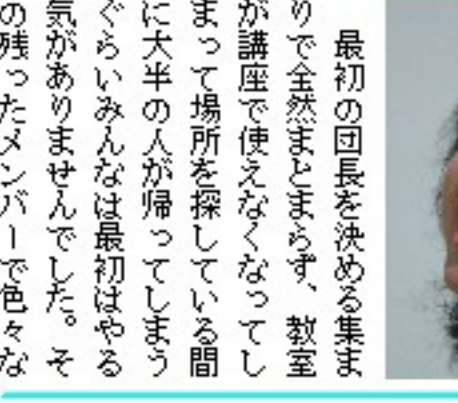 最初の団長を決める集ま
りで全然まとまらず、教室
が講座で使えなくなってし
まって場所を探している間
に大半の人が帰ってしまう
ぐらいみんなは最初はやる
気がありませんでした。そ
の残ったメンバーで色々な